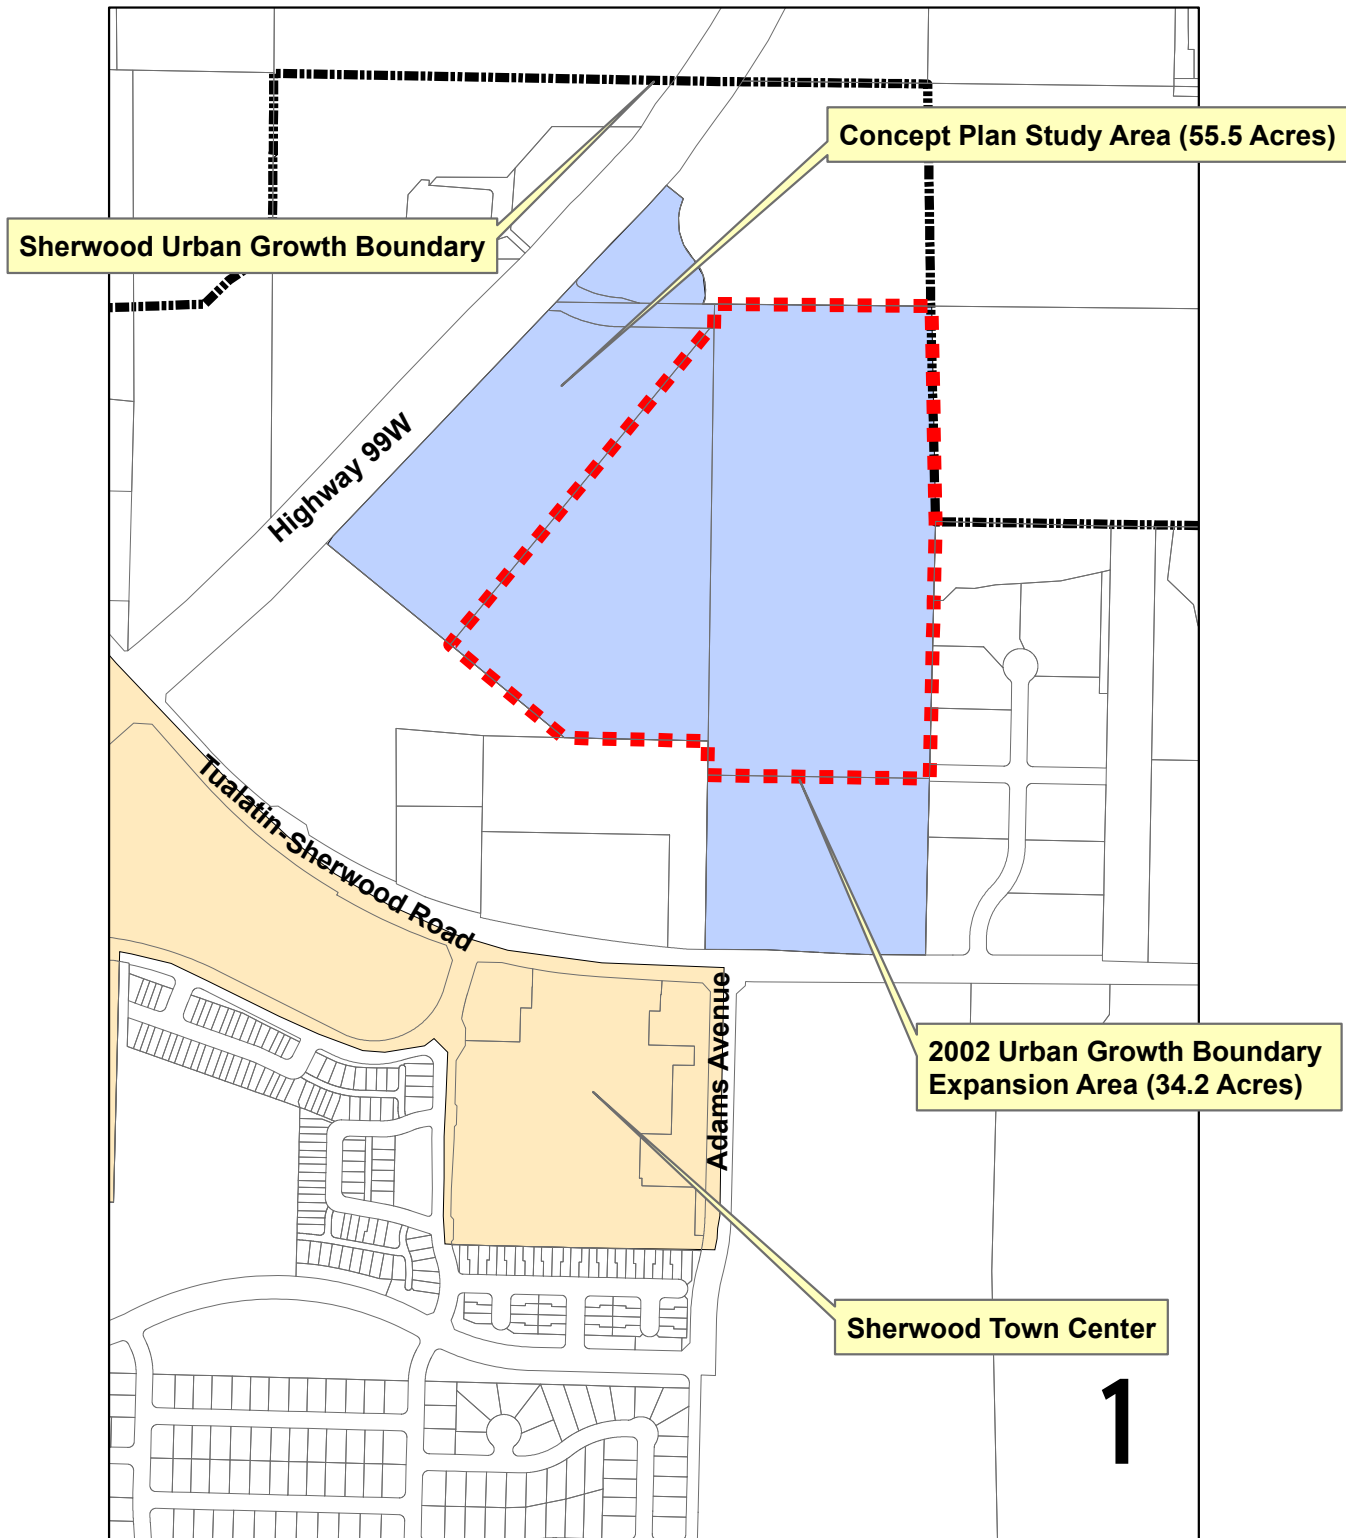 Concept Plan Study Area (55.5 Acres)
Sherwood Urban Growth Boundary
Highway 99W
Tualatin-Sherwood Road
Adams Avenue
2002 Urban Growth Boundary
Expansion Area (34.2 Acres)
Sherwood Town Center
1